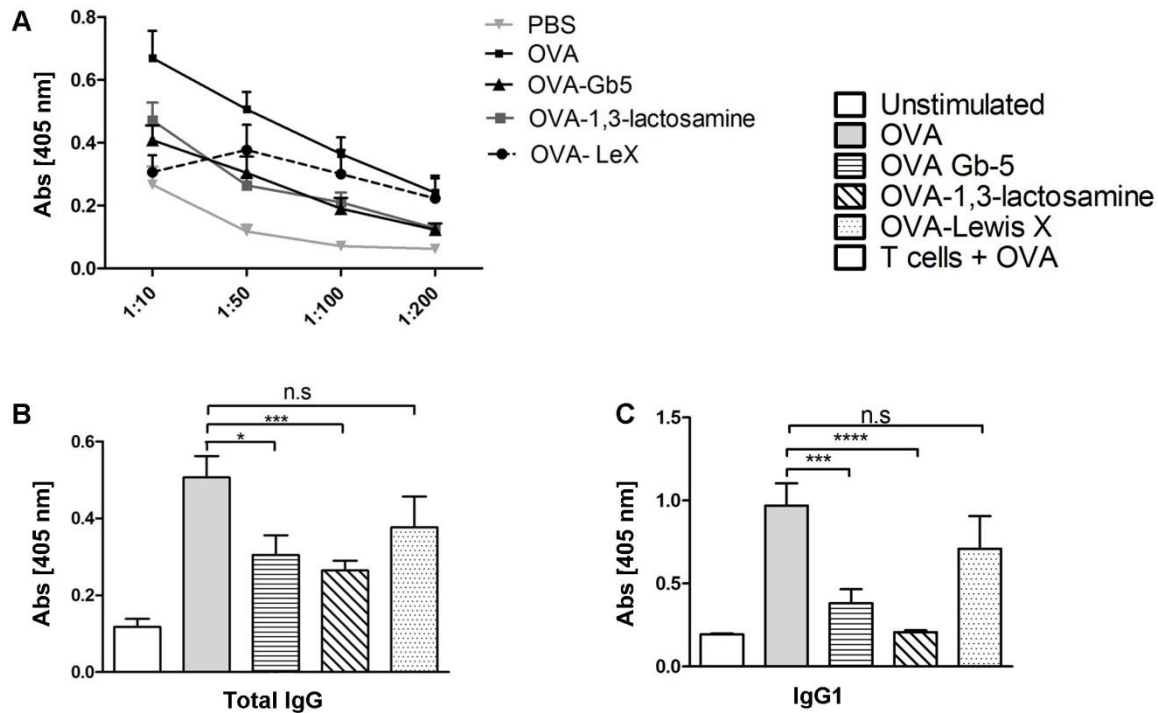 A
Abs [405 nm]
0.8
0.6
0.4
0.2
0.0
1:10
1:50
1:100
1:200
PBS
OVA
OVA-Gb5
OVA-1,3-lactosamine
OVA- LeX
Unstimulated
OVA
OVA Gb-5
OVA-1,3-lactosamine
OVA-Lewis X
T cells + OVA
B
Abs [405 nm]
0.6
0.4
0.2
0.0
n.s
***
*
Total IgG
C
Abs [405 nm]
1.5
1.0
0.5
0.0
n.s
****
***
IgG1